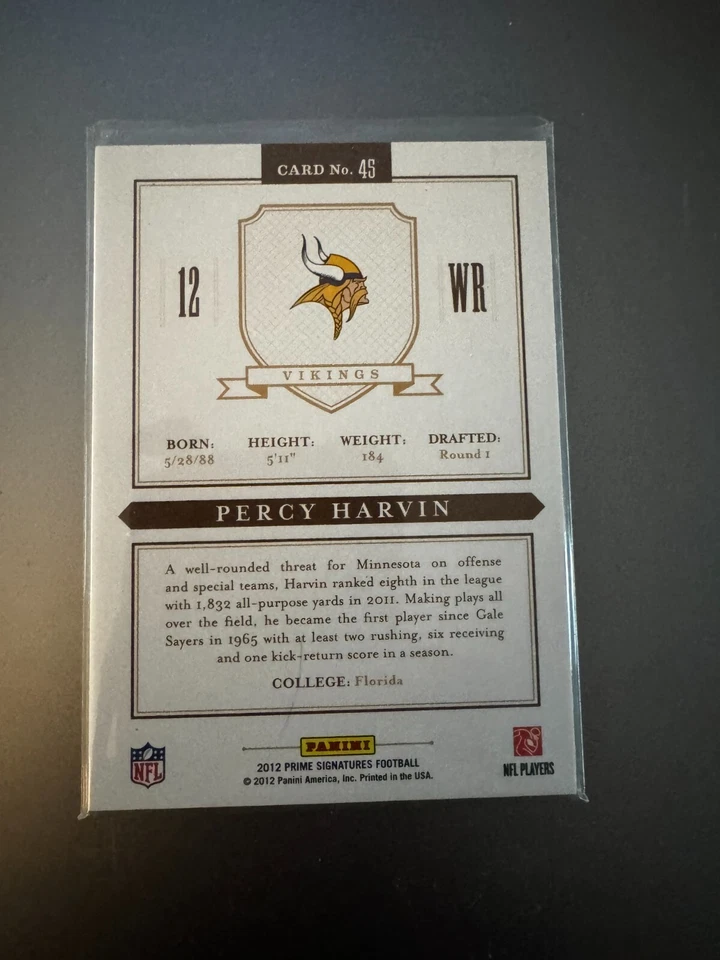 CARD No. 45
12
WR
VIKINGS
BORN: HEIGHT: WEIGHT: DRAFTED:
5/28/88 5'11" 184 Round 1
PERCY HARVIN
A well-rounded threat for Minnesota on offense
and special teams, Harvin ranked eighth in the league
with 1,832 all-purpose yards in 2011. Making plays all
over the field, he became the first player since Gale
Sayers in 1965 with at least two rushing, six receiving
and one kick-return score in a season.
COLLEGE: Florida
NFL
PANINI
2012 PRIME SIGNATURES FOOTBALL
© 2012 Panini America, Inc. Printed in the USA.
NFL PLAYERS